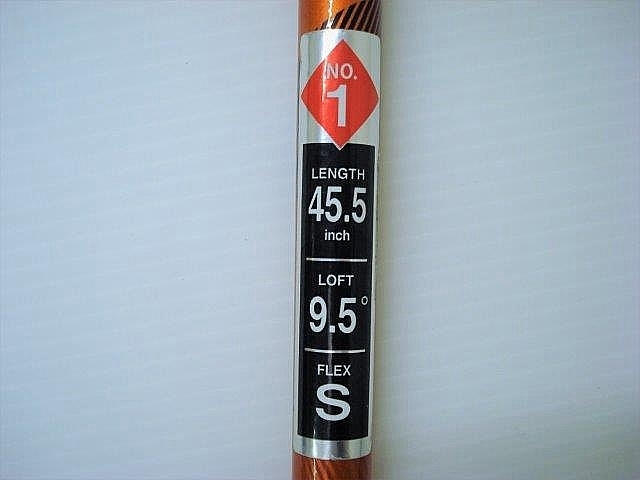 NO.
1
LENGTH
45.5
inch
LOFT
9.5°
FLEX
S